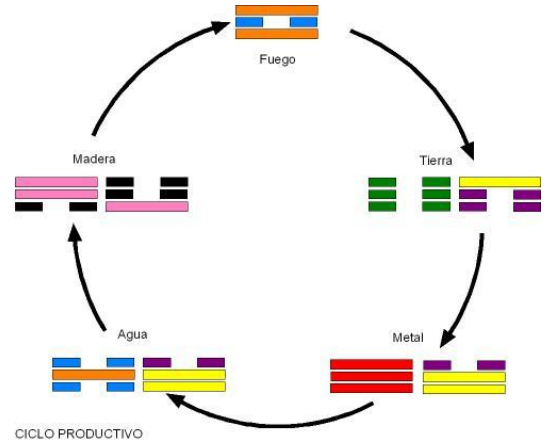 Fuego
Madera
Tierra
Agua
Metal
CICLO PRODUCTIVO